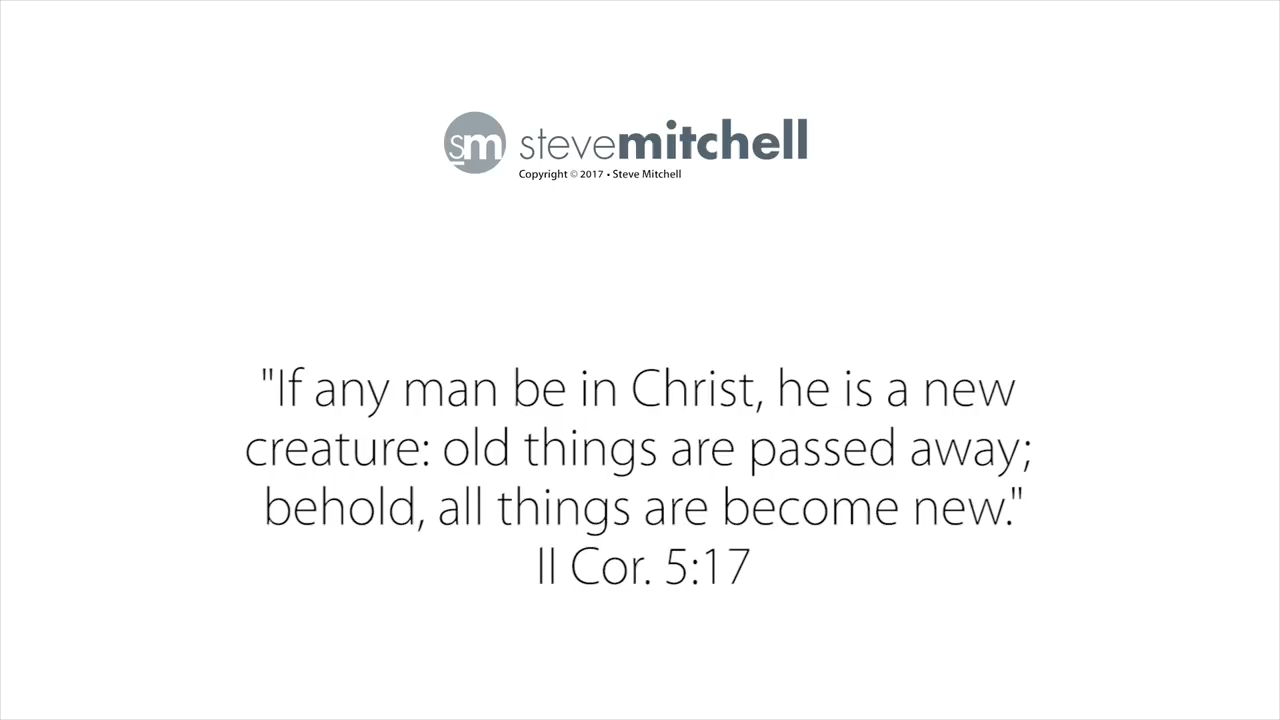 sm stevemitchell
Copyright © 2017 • Steve Mitchell
"If any man be in Christ, he is a new
creature: old things are passed away;
behold, all things are become new."
II Cor. 5:17